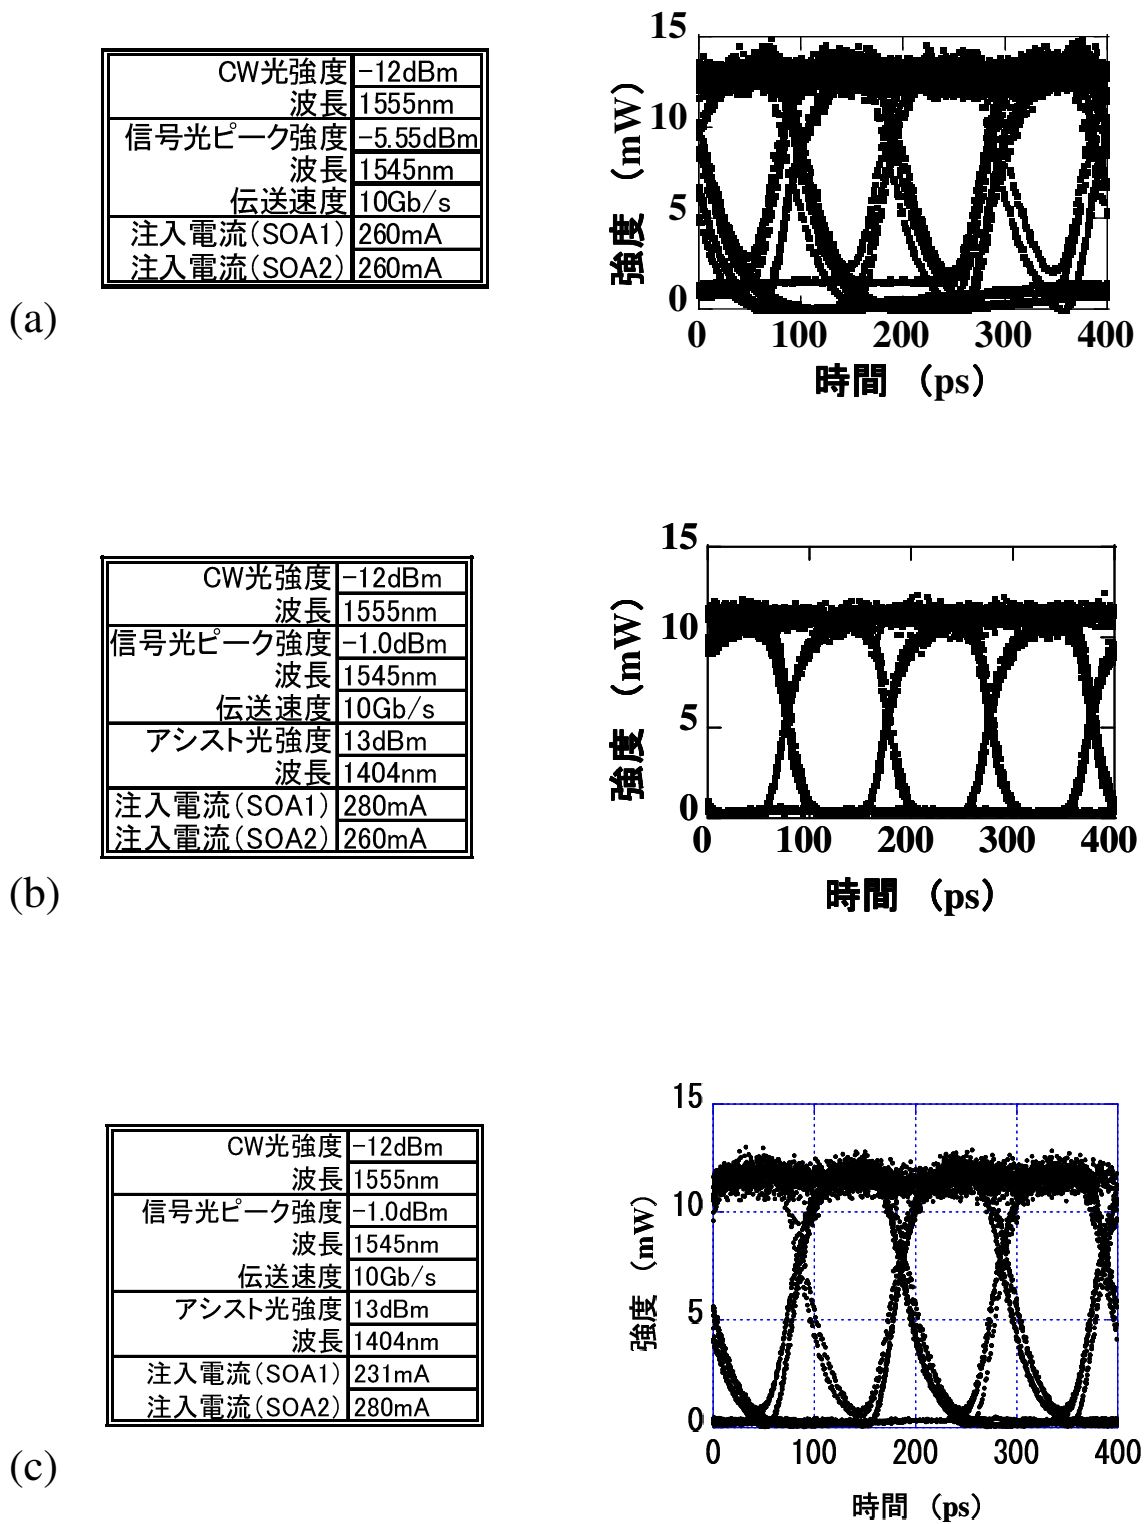 CW光強度 -12dBm
波長 1555nm
信号光ピーク強度 -5.55dBm
波長 1545nm
伝送速度 10Gb/s
注入電流(SOA1) 260mA
注入電流(SOA2) 260mA
(a)
強度 (mW)
15
10
5
0
0 100 200 300 400
時間 (ps)
CW光強度 -12dBm
波長 1555nm
信号光ピーク強度 -1.0dBm
波長 1545nm
伝送速度 10Gb/s
アシスト光強度 13dBm
波長 1404nm
注入電流(SOA1) 280mA
注入電流(SOA2) 260mA
(b)
強度 (mW)
15
10
5
0
0 100 200 300 400
時間 (ps)
CW光強度 -12dBm
波長 1555nm
信号光ピーク強度 -1.0dBm
波長 1545nm
伝送速度 10Gb/s
アシスト光強度 13dBm
波長 1404nm
注入電流(SOA1) 231mA
注入電流(SOA2) 280mA
(c)
強度 (mW)
15
10
5
0
0 100 200 300 400
時間 (ps)